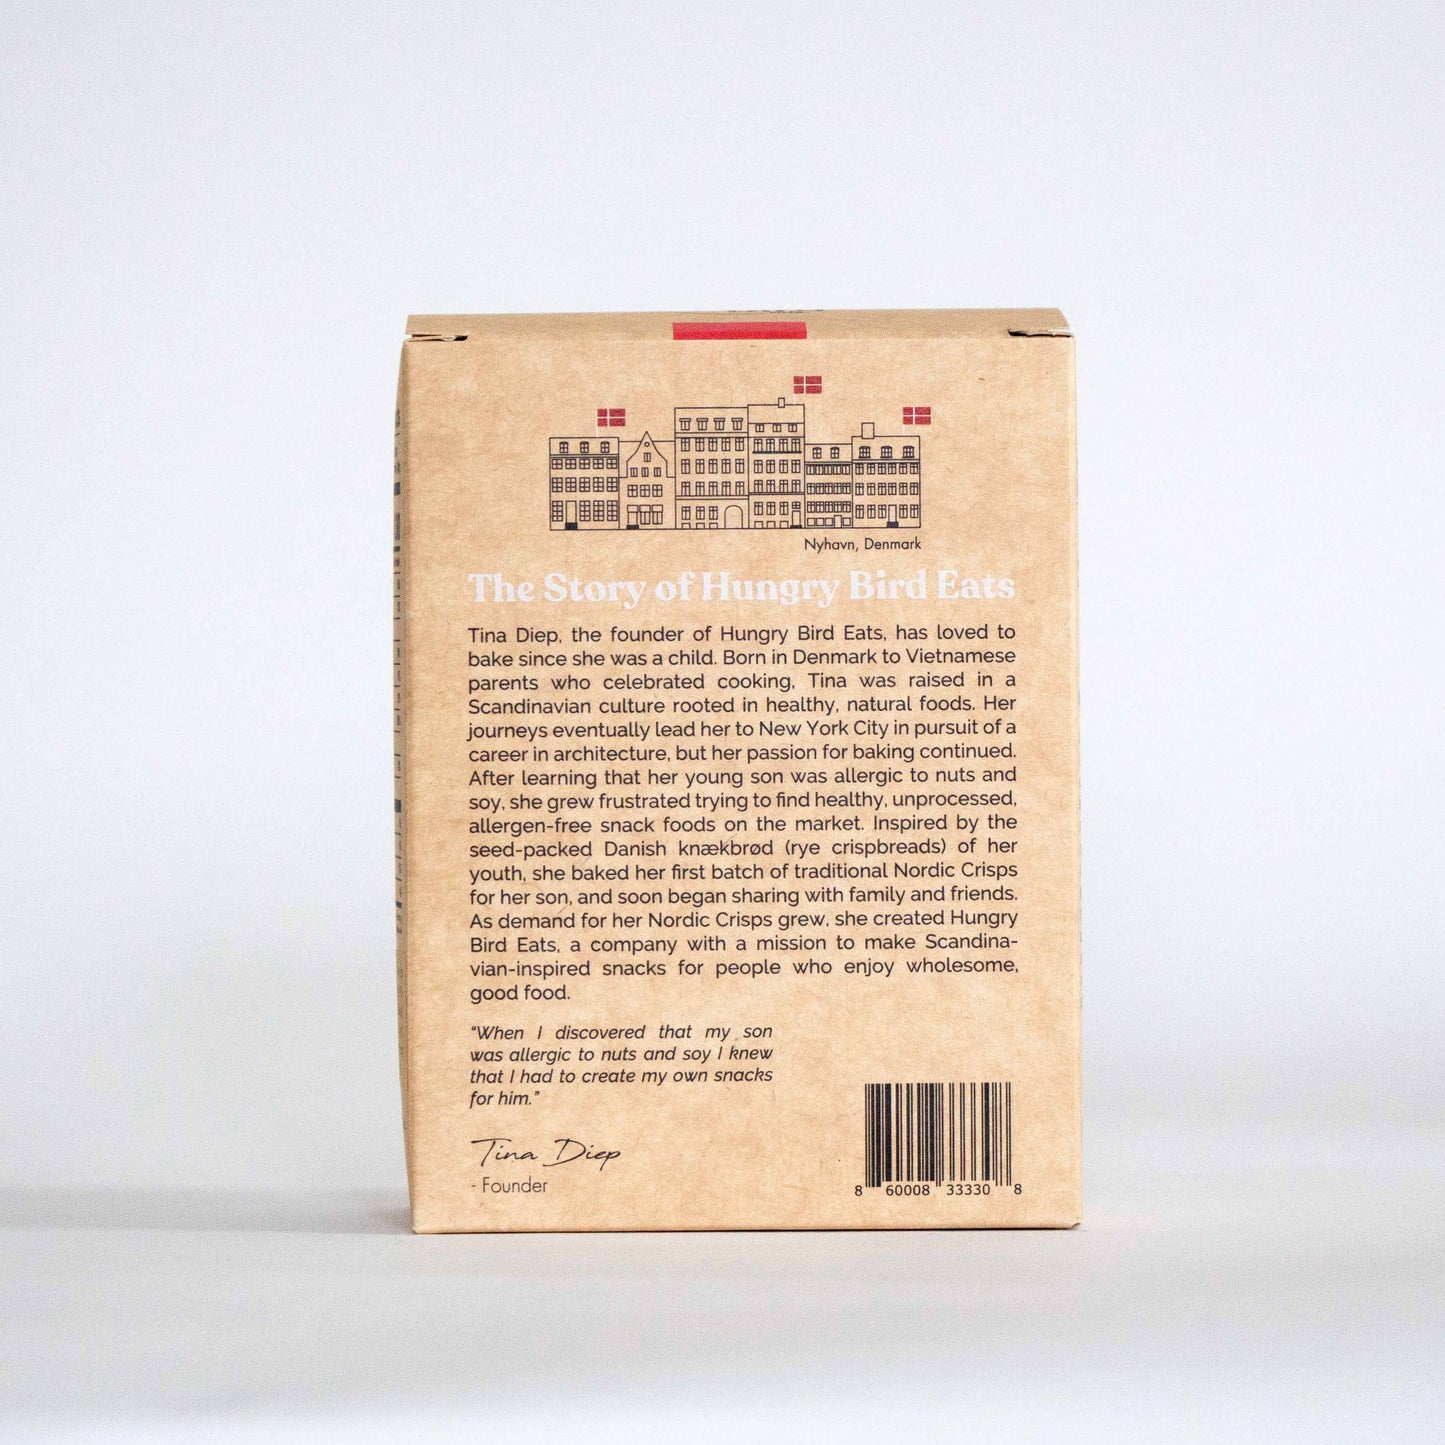 Nyhavn, Denmark
The Story of Hungry Bird Eats
Tina Diep, the founder of Hungry Bird Eats, has loved to
bake since she was a child. Born in Denmark to Vietnamese
parents who celebrated cooking, Tina was raised in a
Scandinavian culture rooted in healthy, natural foods. Her
journeys eventually lead her to New York City in pursuit of a
career in architecture, but her passion for baking continued.
After learning that her young son was allergic to nuts and
soy, she grew frustrated trying to find healthy, unprocessed,
allergen-free snack foods on the market. Inspired by the
seed-packed Danish knækbrød (rye crispbreads) of her
youth, she baked her first batch of traditional Nordic Crisps
for her son, and soon began sharing with family and friends.
As demand for her Nordic Crisps grew, she created Hungry
Bird Eats, a company with a mission to make Scandina-
vian-inspired snacks for people who enjoy wholesome,
good food.
“When I discovered that my son
was allergic to nuts and soy I knew
that I had to create my own snacks
for him.”
Tina Diep
- Founder
8 60008 33330 8